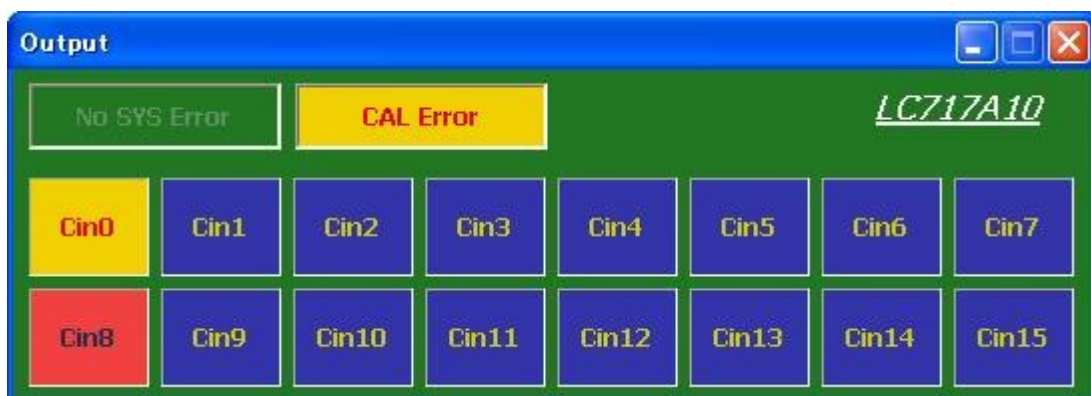 Output
No SYS Error CAL Error LC717A10
Cin0 Cin1 Cin2 Cin3 Cin4 Cin5 Cin6 Cin7
Cin8 Cin9 Cin10 Cin11 Cin12 Cin13 Cin14 Cin15